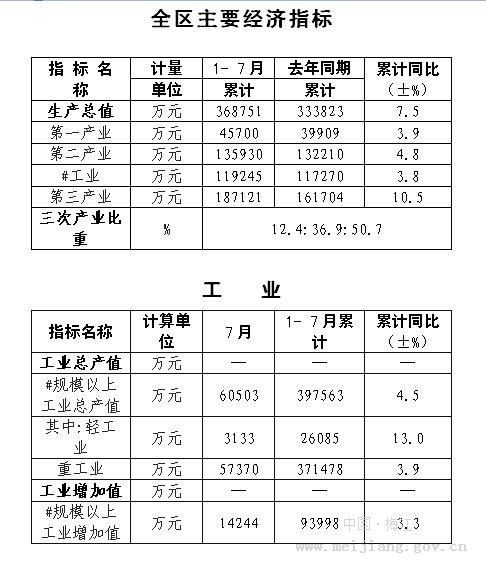 全区主要经济指标
指标名称 计量单位 1-7月累计 去年同期累计 累计同比（±%）
生产总值 万元 368751 333823 7.5
第一产业 万元 45700 39909 3.9
第二产业 万元 135930 132210 4.8
#工业 万元 119245 117270 3.8
第三产业 万元 187121 161704 10.5
三次产业比重 % 12.4:36.9:50.7
工 业
指标名称 计算单位 7月 1-7月累计 累计同比（±%）
工业总产值 万元 — — —
#规模以上工业总产值 万元 60503 397563 4.5
其中:轻工业 万元 3133 26085 13.0
重工业 万元 57370 371478 3.9
工业增加值 万元 — — —
#规模以上工业增加值 万元 14244 93998 3.3
中国·梅江
www.meijiang.gov.cn